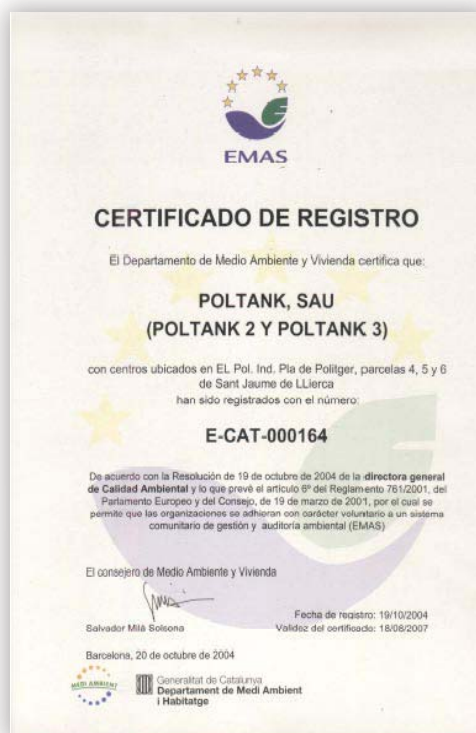 EMAS
CERTIFICADO DE REGISTRO
El Departamento de Medio Ambiente y Vivienda certifica que:
POLTANK, SAU
(POLTANK 2 Y POLTANK 3)
con centros ubicados en EL Pol. Ind. Pla de Politger, parcelas 4, 5 y 6
de Sant Jaume de LLierca
han sido registrados con el número:
E-CAT-000164
De acuerdo con la Resolución de 19 de octubre de 2004 de la directora general
de Calidad Ambiental y lo que prevé el artículo 6º del Reglamento 761/2001, del
Parlamento Europeo y del Consejo, de 19 de marzo de 2001, por el cual se
permite que las organizaciones se adhieran con carácter voluntario a un sistema
comunitario de gestión y auditoría ambiental (EMAS)
El consejero de Medio Ambiente y Vivienda
Salvador Milà Solsona
Fecha de registro: 19/10/2004
Validez del certificado: 18/08/2007
Barcelona, 20 de octubre de 2004
MEDI AMBIENT
Generalitat de Catalunya
Departament de Medi Ambient
i Habitatge